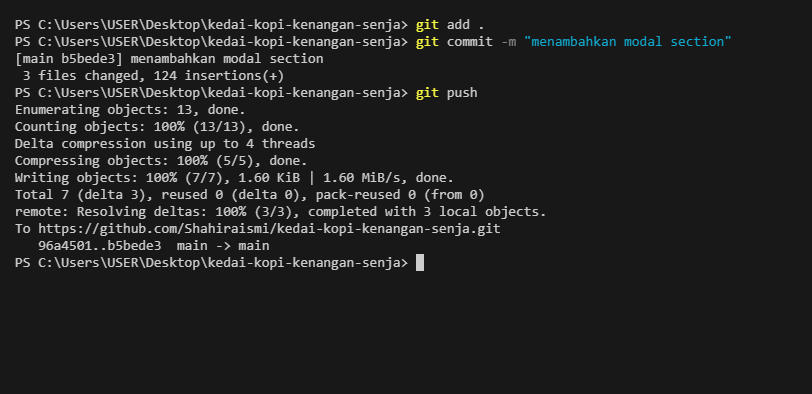 PS C:\Users\USER\Desktop\kedai-kopi-kenangan-senja> git add .
PS C:\Users\USER\Desktop\kedai-kopi-kenangan-senja> git commit -m "menambahkan modal section"
[main b5bede3] menambahkan modal section
 3 files changed, 124 insertions(+)
PS C:\Users\USER\Desktop\kedai-kopi-kenangan-senja> git push
Enumerating objects: 13, done.
Counting objects: 100% (13/13), done.
Delta compression using up to 4 threads
Compressing objects: 100% (5/5), done.
Writing objects: 100% (7/7), 1.60 KiB | 1.60 MiB/s, done.
Total 7 (delta 3), reused 0 (delta 0), pack-reused 0 (from 0)
remote: Resolving deltas: 100% (3/3), completed with 3 local objects.
To https://github.com/Shahiraismi/kedai-kopi-kenangan-senja.git
   96a4501..b5bede3  main -> main
PS C:\Users\USER\Desktop\kedai-kopi-kenangan-senja>